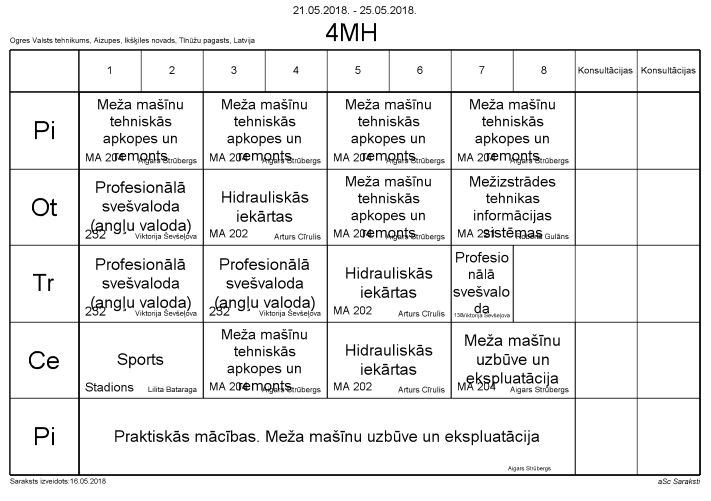 21.05.2018. - 25.05.2018.
4MH
Ogres Valsts tehnikums, Aizupes, Ikšķiles novads, Tīnūžu pagasts, Latvija
1 2 3 4 5 6 7 8 Konsultācijas Konsultācijas
Pi
Meža mašīnu
tehniskās
apkopes un
remonts
MA 204 Aigars Strūbergs
Meža mašīnu
tehniskās
apkopes un
remonts
MA 204 Aigars Strūbergs
Meža mašīnu
tehniskās
apkopes un
remonts
MA 204 Aigars Strūbergs
Meža mašīnu
tehniskās
apkopes un
remonts
MA 204 Aigars Strūbergs
Ot
Profesionālā
svešvaloda
(angļu valoda)
232 Viktorija Ševšeļova
Hidrauliskās
iekārtas
MA 202 Arturs Cīrulis
Meža mašīnu
tehniskās
apkopes un
remonts
MA 204 Aigars Strūbergs
Mežizstrādes
tehnikas
informācijas
sistēmas
MA Gulāns
Tr
Profesionālā
svešvaloda
(angļu valoda)
232 Viktorija Ševšeļova
Profesionālā
svešvaloda
(angļu valoda)
232 Viktorija Ševšeļova
Hidrauliskās
iekārtas
MA 202 Arturs Cīrulis
Profesio
nālā
svešvalo
da
Viktorija Ševšeļova
Ce
Sports
Stadions Lilita Bataraga
Meža mašīnu
tehniskās
apkopes un
remonts
MA 204 Aigars Strūbergs
Hidrauliskās
iekārtas
MA 202 Arturs Cīrulis
Meža mašīnu
uzbūve un
ekspluatācija
MA 204 Aigars Strūbergs
Pi
Praktiskās mācības. Meža mašīnu uzbūve un ekspluatācija
Aigars Strūbergs
Saraksts izveidots:16.05.2018 aSc Saraksti